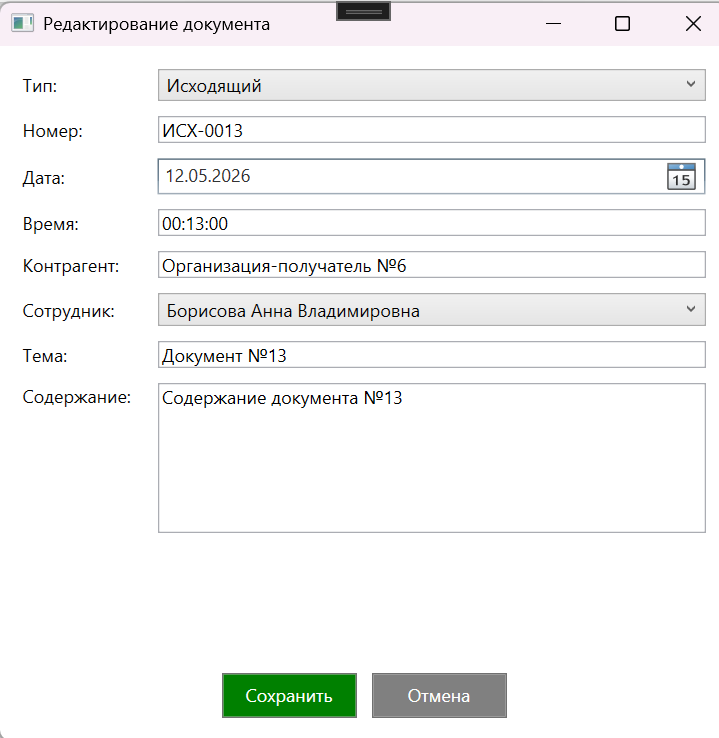 Редактирование документа
Тип: Исходящий
Номер: ИСХ-0013
Дата: 12.05.2026 15
Время: 00:13:00
Контрагент: Организация-получатель №6
Сотрудник: Борисова Анна Владимировна
Тема: Документ №13
Содержание: Содержание документа №13
Сохранить Отмена